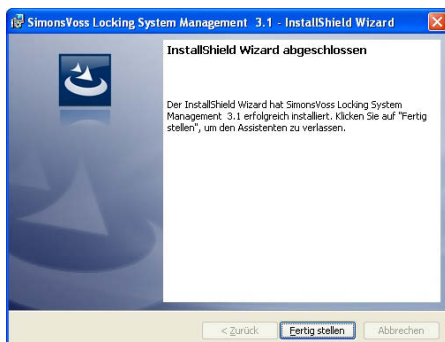 SimonsVoss Locking System Management 3.1 - InstallShield Wizard
InstallShield Wizard abgeschlossen
Der InstallShield Wizard hat SimonsVoss Locking System
Management 3.1 erfolgreich installiert. Klicken Sie auf "Fertig
stellen", um den Assistenten zu verlassen.
< Zurück Fertig stellen Abbrechen